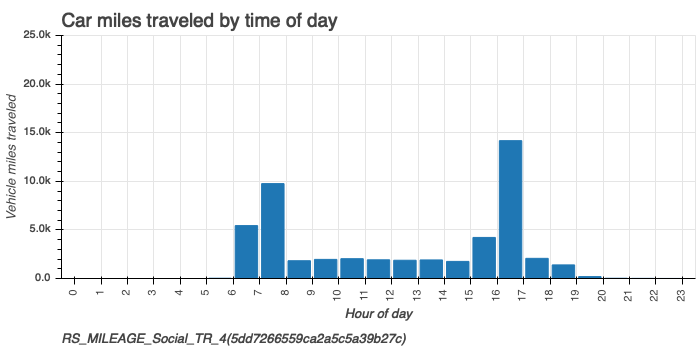 Car miles traveled by time of day
25.0k
20.0k
15.0k
10.0k
5.0k
0.0
Vehicle miles traveled
0 1 2 3 4 5 6 7 8 9 10 11 12 13 14 15 16 17 18 19 20 21 22 23
Hour of day
RS_MILEAGE_Social_TR_4(5dd7266559ca2a5c5a39b27c)